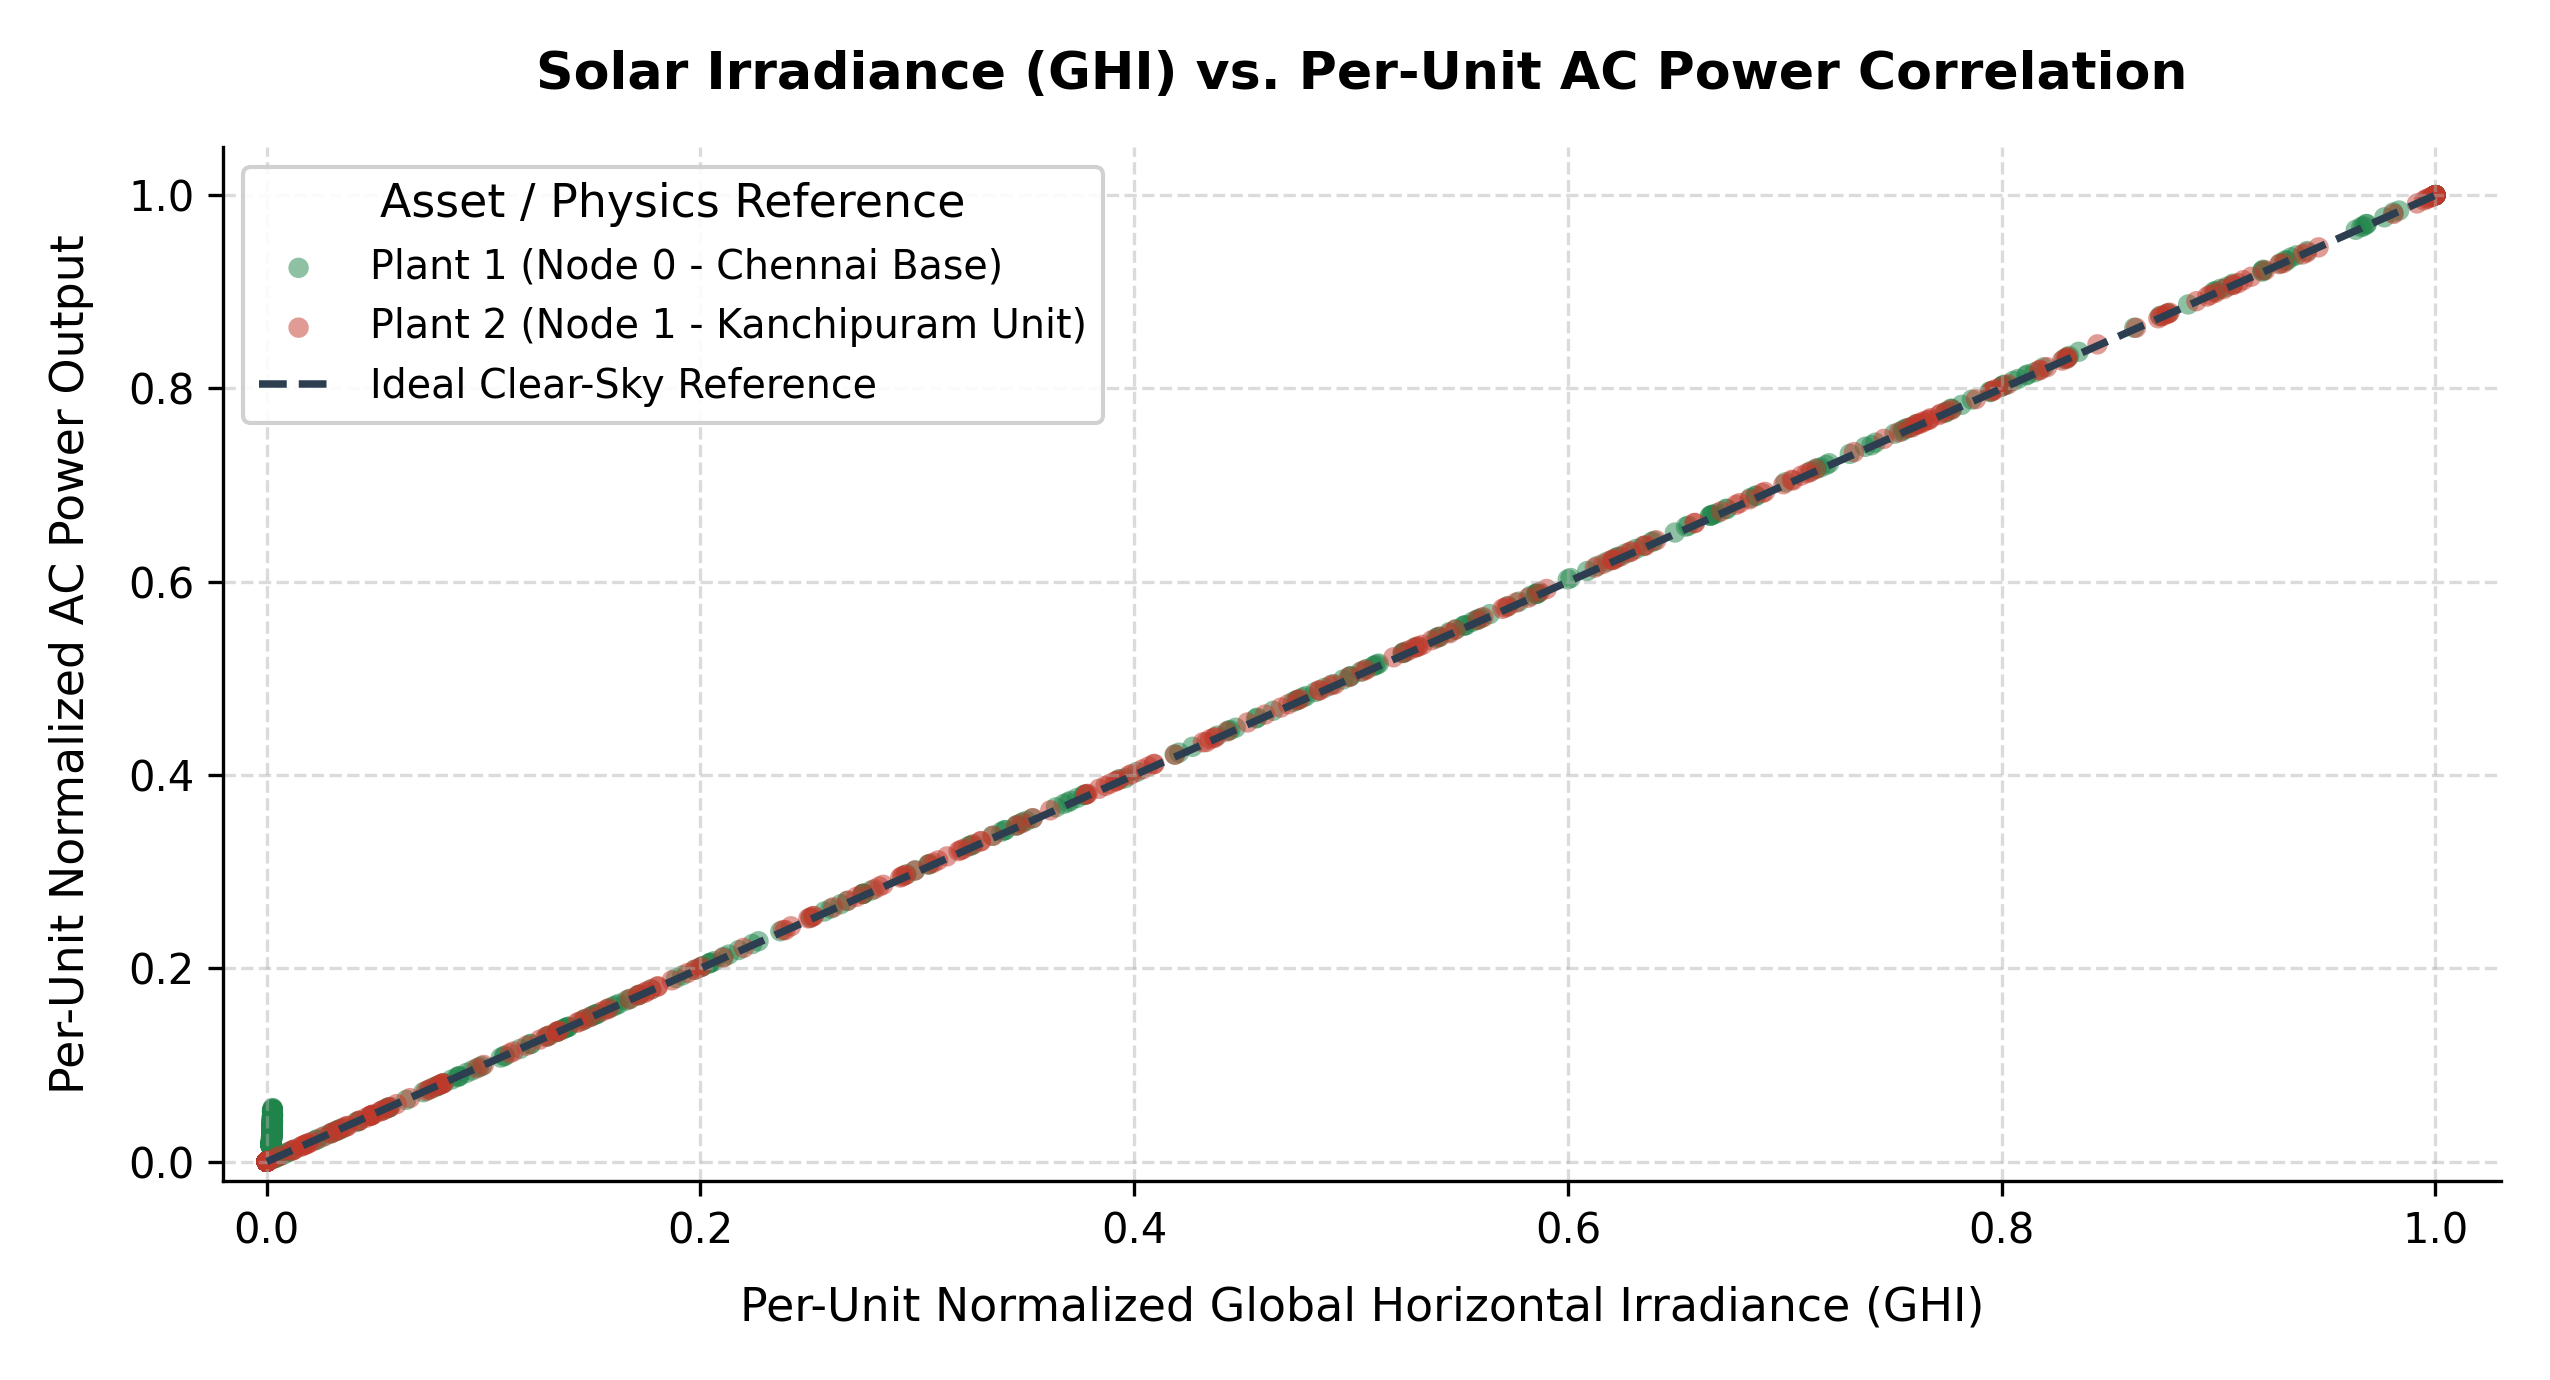 Solar Irradiance (GHI) vs. Per-Unit AC Power Correlation
Per-Unit Normalized AC Power Output
1.0
0.8
0.6
0.4
0.2
0.0
Asset / Physics Reference
Plant 1 (Node 0 - Chennai Base)
Plant 2 (Node 1 - Kanchipuram Unit)
Ideal Clear-Sky Reference
0.0
0.2
0.4
0.6
0.8
1.0
Per-Unit Normalized Global Horizontal Irradiance (GHI)